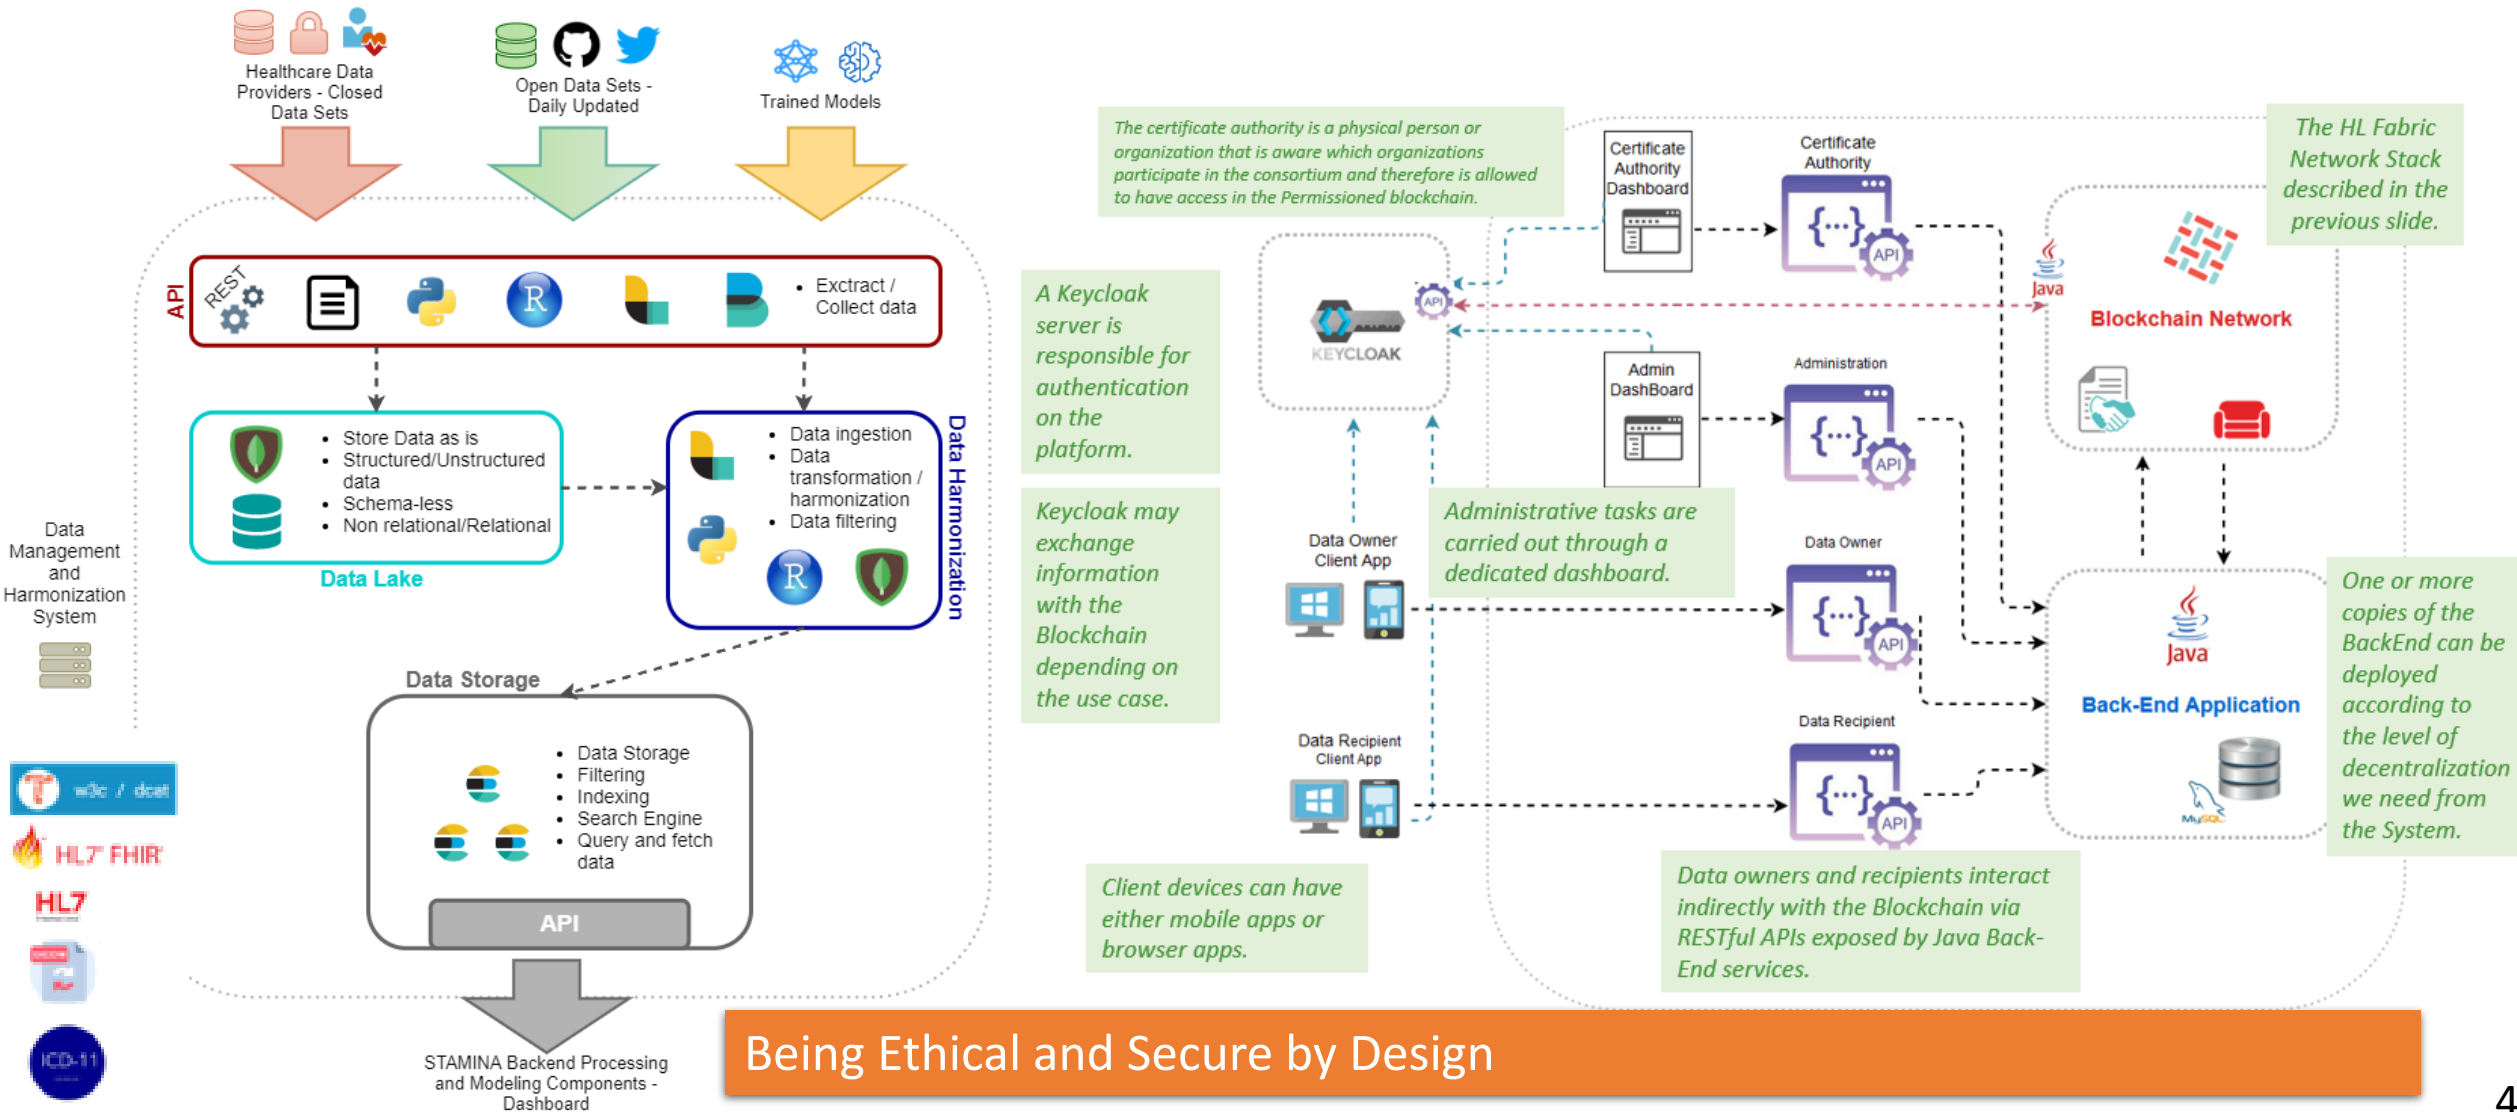 Healthcare Data
Providers - Closed
Data Sets
Open Data Sets -
Daily Updated
Trained Models
API
REST
• Exctract /
Collect data
• Store Data as is
• Structured/Unstructured
data
• Schema-less
• Non relational/Relational
Data Lake
R
• Data ingestion
• Data
transformation /
harmonization
• Data filtering
R
Data Harmonization
Data
Management
and
Harmonization
System
Data Storage
• Data Storage
• Filtering
• Indexing
• Search Engine
• Query and fetch
data
API
STAMINA Backend Processing
and Modeling Components -
Dashboard
w3c / dcat
HL7 FHIR
HL7
ICD-11
The certificate authority is a physical person or
organization that is aware which organizations
participate in the consortium and therefore is allowed
to have access in the Permissioned blockchain.
A Keycloak
server is
responsible for
authentication
on the
platform.
Keycloak may
exchange
information
with the
Blockchain
depending on
the use case.
API
KEYCLOAK
Certificate
Authority
Dashboard
Certificate
Authority
{...}
API
Admin
DashBoard
Administration
{...}
API
Administrative tasks are
carried out through a
dedicated dashboard.
Data Owner
Client App
Data Owner
{...}
API
Data Recipient
Client App
Data Recipient
{...}
API
Client devices can have
either mobile apps or
browser apps.
Data owners and recipients interact
indirectly with the Blockchain via
RESTful APIs exposed by Java Back-
End services.
The HL Fabric
Network Stack
described in the
previous slide.
Java
Blockchain Network
Java
Back-End Application
MySQL
One or more
copies of the
BackEnd can be
deployed
according to
the level of
decentralization
we need from
the System.
Being Ethical and Secure by Design
4